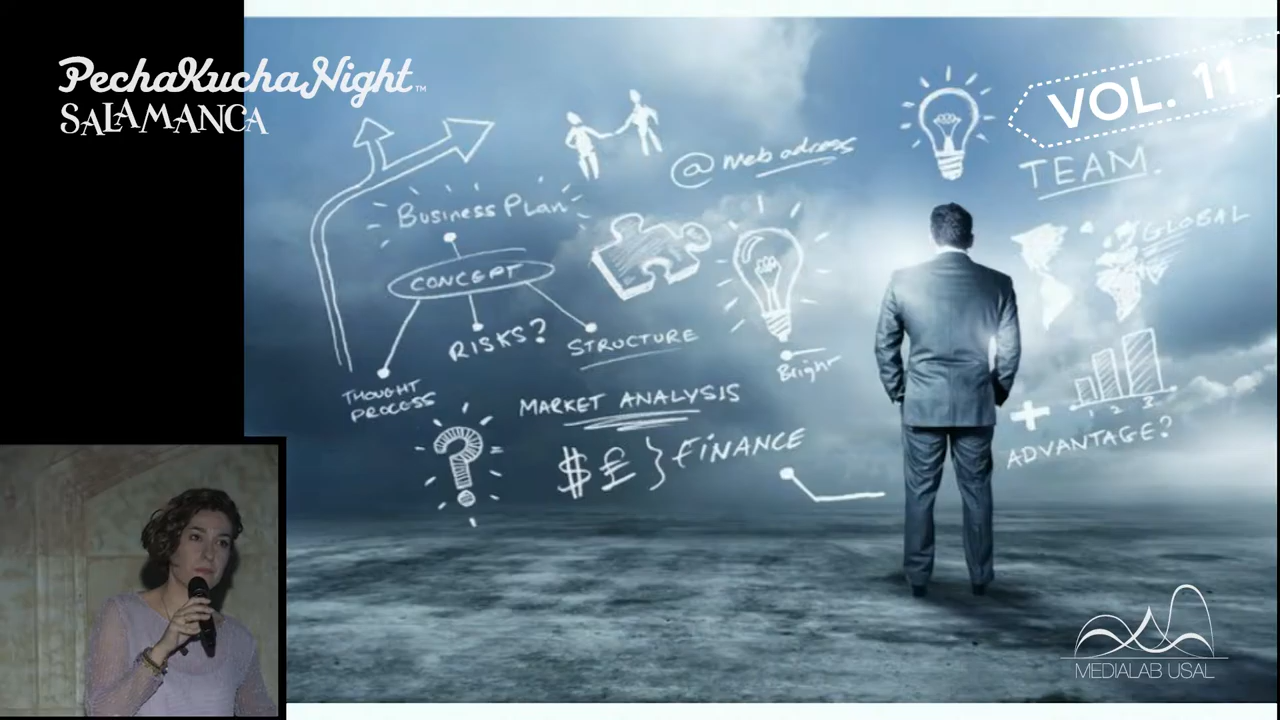 PechaKuchaNight™
SALAMANCA
VOL. 11
@ Web adress
TEAM.
Business Plan
GLOBAL
CONCEPT
RISKS?
STRUCTURE
Bright
THOUGHT
PROCESS
MARKET ANALYSIS
1 2 3
$ £ } FINANCE
+
ADVANTAGE?
MEDIALAB USAL